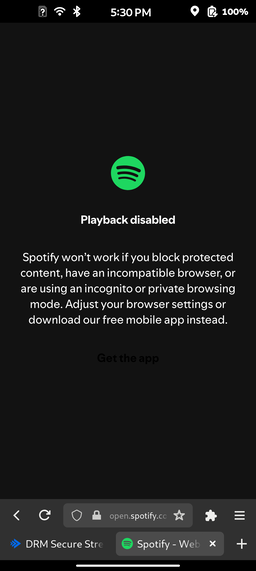 5:30 PM 100%
Playback disabled
Spotify won't work if you block protected
content, have an incompatible browser, or
are using an incognito or private browsing
mode. Adjust your browser settings or
download our free mobile app instead.
Get the app
open.spotify.co
DRM Secure Stre Spotify - Web